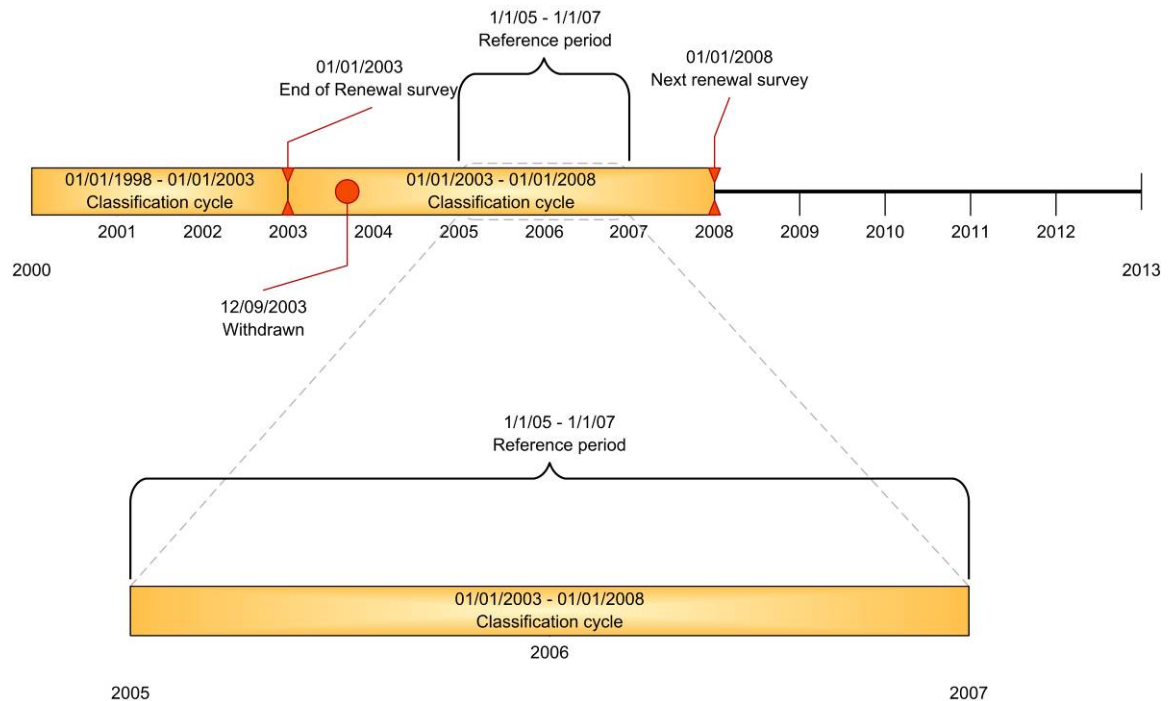 1/1/05 - 1/1/07
Reference period
01/01/2003
End of Renewal survey
01/01/2008
Next renewal survey
01/01/1998 - 01/01/2003
Classification cycle
01/01/2003 - 01/01/2008
Classification cycle
2001 2002 2003 2004 2005 2006 2007 2008 2009 2010 2011 2012
2000 2013
12/09/2003
Withdrawn
1/1/05 - 1/1/07
Reference period
01/01/2003 - 01/01/2008
Classification cycle
2006
2005 2007